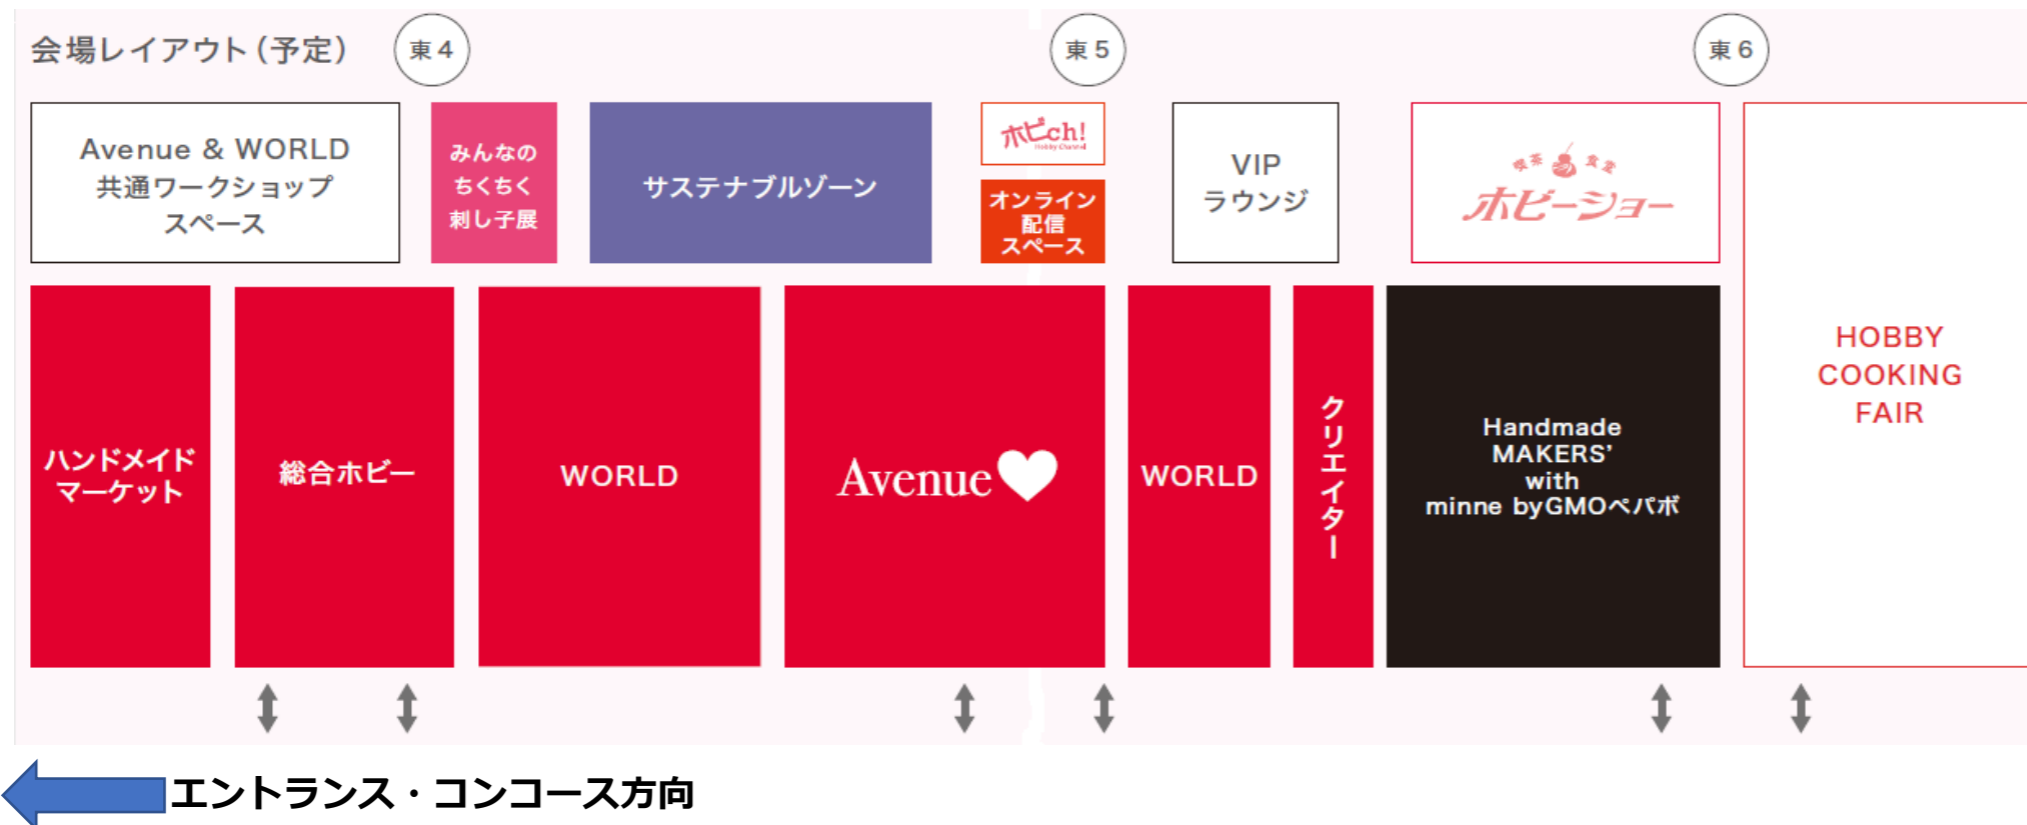 会場レイアウト（予定）
東4
東5
東6
Avenue & WORLD
共通ワークショップ
スペース
みんなの
ちくちく
刺し子展
サステナブルゾーン
ホビch!
Hobby Channel
オンライン
配信
スペース
VIP
ラウンジ
喫茶 食堂
ホビーショー
HOBBY
COOKING
FAIR
ハンドメイド
マーケット
総合ホビー
WORLD
Avenue
WORLD
クリエイター
Handmade
MAKERS’
with
minne byGMOペパボ
エントランス・コンコース方向